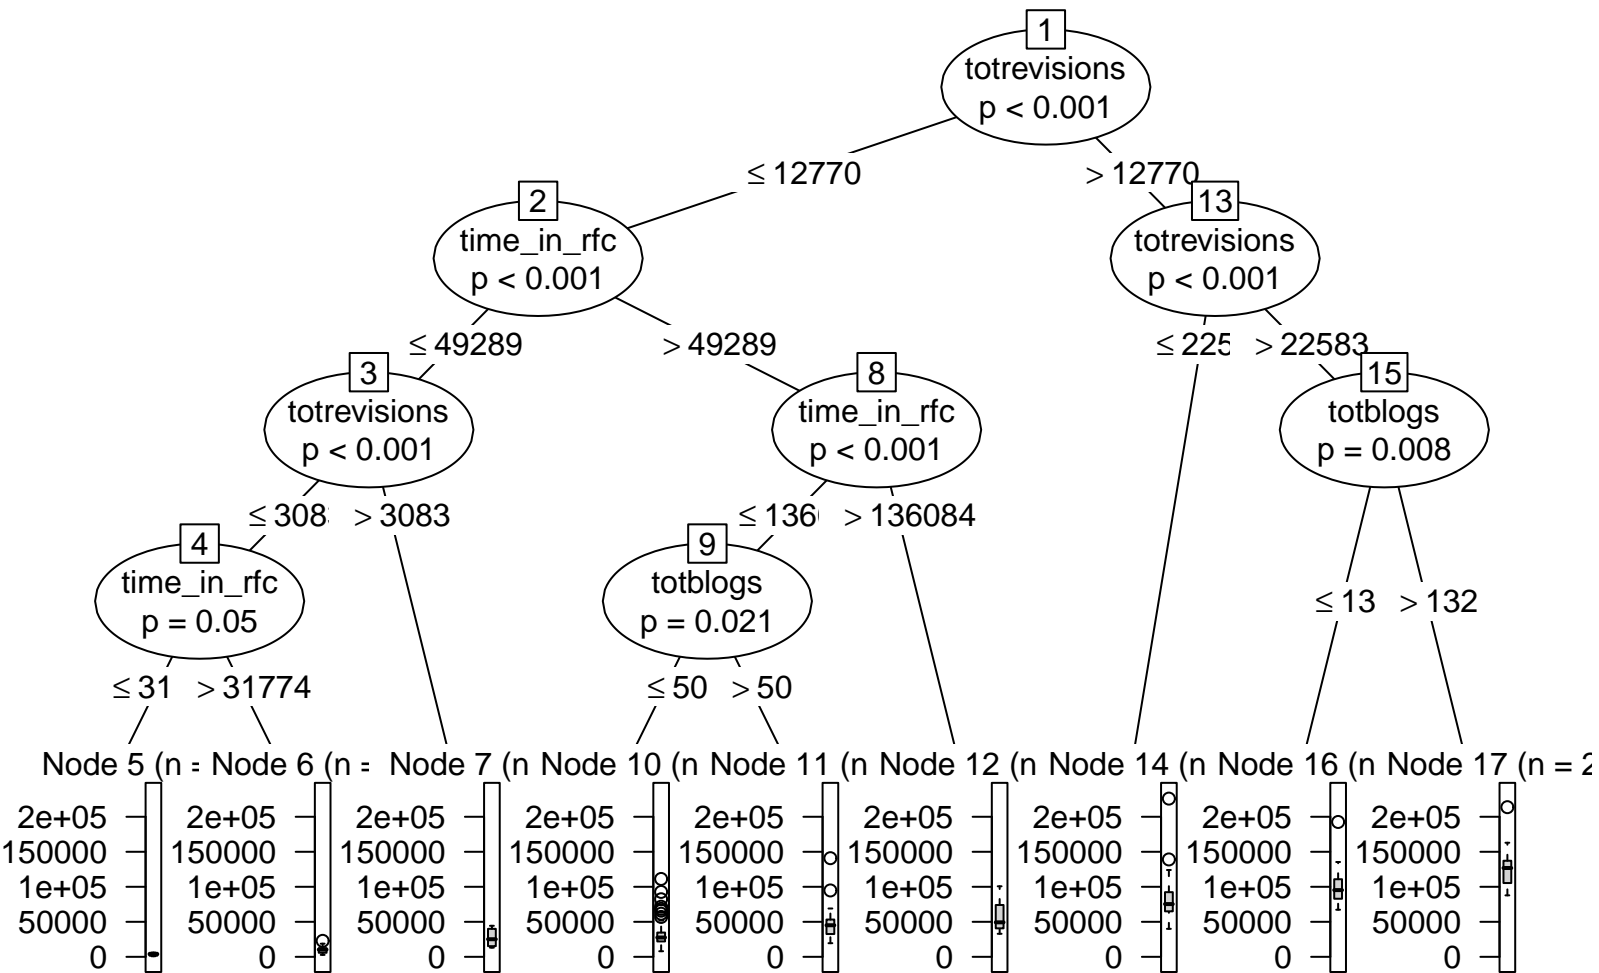 1
totrevisions
p < 0.001
≤ 12770
> 12770
2
time_in_rfc
p < 0.001
13
totrevisions
p < 0.001
≤ 49289
> 49289
≤ 225
> 22583
3
totrevisions
p < 0.001
8
time_in_rfc
p < 0.001
15
totblogs
p = 0.008
≤ 308
> 3083
≤ 136
> 136084
4
time_in_rfc
p = 0.05
9
totblogs
p = 0.021
≤ 13
> 132
≤ 31
> 31774
≤ 50
> 50
Node 5 (n = Node 6 (n = Node 7 (n Node 10 (n Node 11 (n Node 12 (n Node 14 (n Node 16 (n Node 17 (n = 2
2e+05 2e+05 2e+05 2e+05 2e+05 2e+05 2e+05 2e+05 2e+05
150000 150000 150000 150000 150000 150000 150000 150000 150000
1e+05 1e+05 1e+05 1e+05 1e+05 1e+05 1e+05 1e+05 1e+05
50000 50000 50000 50000 50000 50000 50000 50000 50000
0 0 0 0 0 0 0 0 0